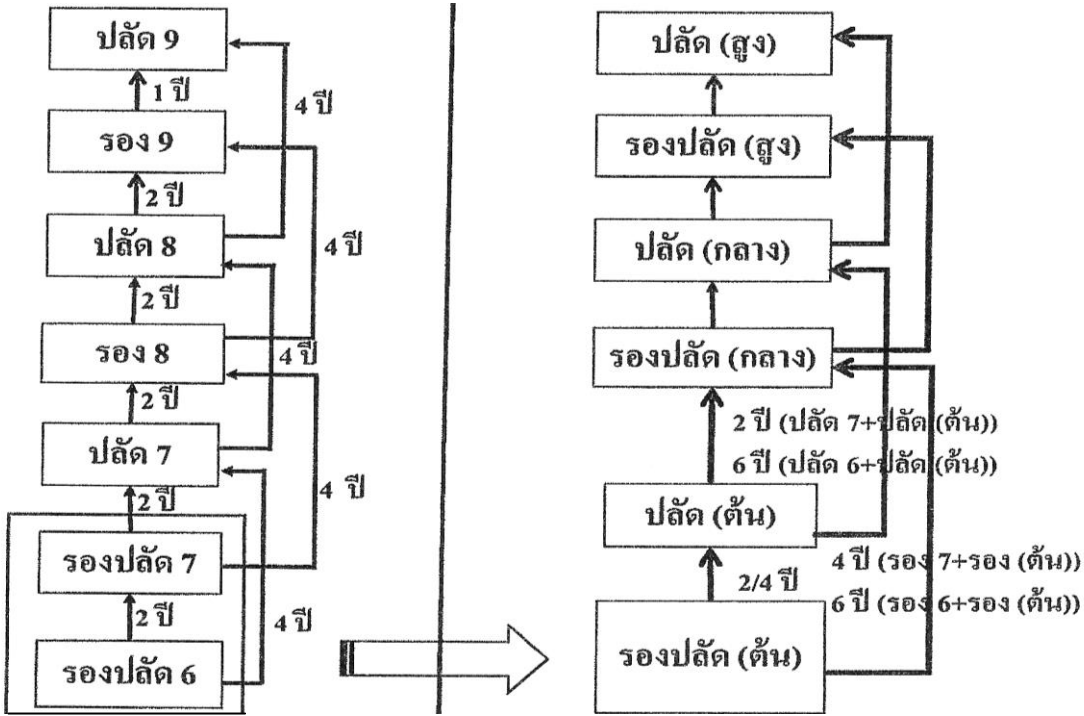 ปลัด 9
1 ปี
4 ปี
รอง 9
2 ปี
ปลัด 8
4 ปี
2 ปี
รอง 8
4 ปี
2 ปี
ปลัด 7
4 ปี
2 ปี
รองปลัด 7
2 ปี
4 ปี
รองปลัด 6
ปลัด (สูง)
รองปลัด (สูง)
ปลัด (กลาง)
รองปลัด (กลาง)
2 ปี (ปลัด 7+ปลัด (ต้น))
6 ปี (ปลัด 6+ปลัด (ต้น))
ปลัด (ต้น)
4 ปี (รอง 7+รอง (ต้น))
2/4 ปี
6 ปี (รอง 6+รอง (ต้น))
รองปลัด (ต้น)